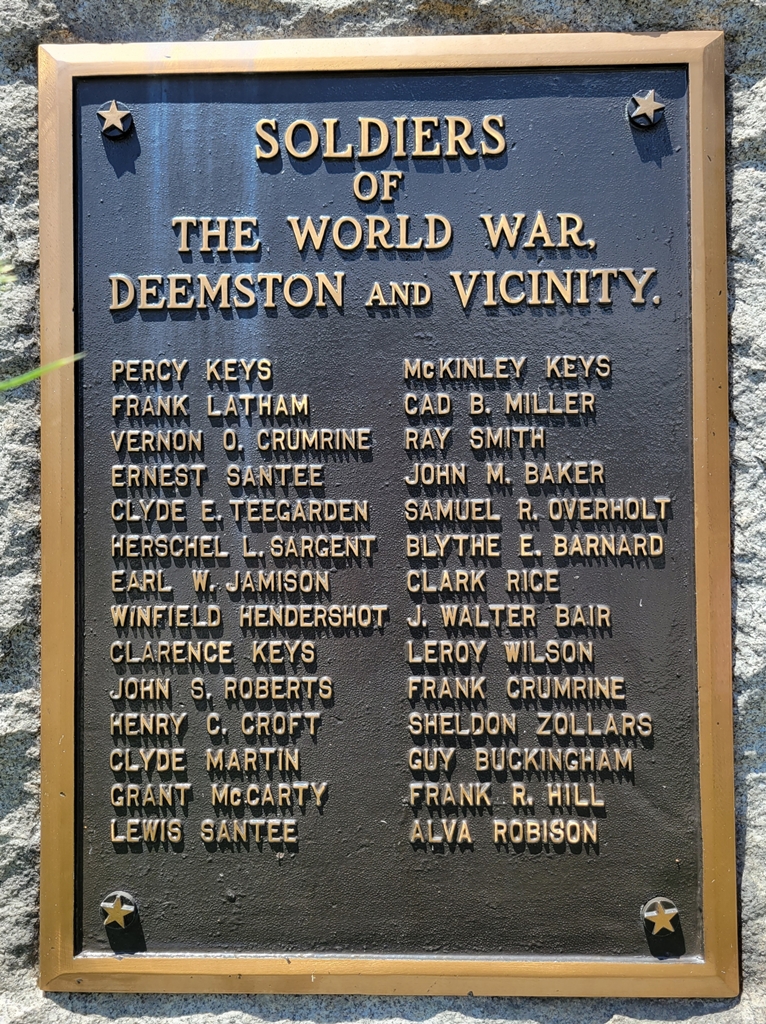 SOLDIERS
OF
THE WORLD WAR,
DEEMSTON AND VICINITY.
PERCY KEYS
FRANK LATHAM
VERNON O. CRUMRINE
ERNEST SANTEE
CLYDE E. TEEGARDEN
HERSCHEL L. SARGENT
EARL W. JAMISON
WINFIELD HENDERSHOT
CLARENCE KEYS
JOHN S. ROBERTS
HENRY C. CROFT
CLYDE MARTIN
GRANT McCARTY
LEWIS SANTEE
McKINLEY KEYS
CAD B. MILLER
RAY SMITH
JOHN M. BAKER
SAMUEL R. OVERHOLT
BLYTHE E. BARNARD
CLARK RICE
J. WALTER BAIR
LEROY WILSON
FRANK CRUMRINE
SHELDON ZOLLARS
GUY BUCKINGHAM
FRANK R. HILL
ALVA ROBISON